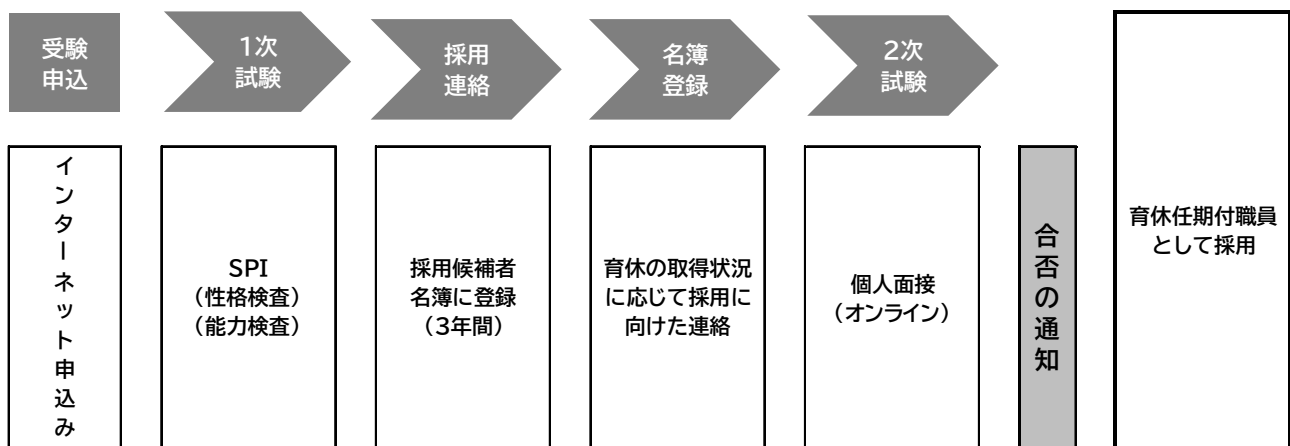 受験
申込
1次
試験
採用
連絡
名簿
登録
2次
試験
インターネット申込み
SPI
（性格検査）
（能力検査）
採用候補者
名簿に登録
（3年間）
育休の取得状況
に応じて採用に
向けた連絡
個人面接
（オンライン）
合否の通知
育休任期付職員
として採用